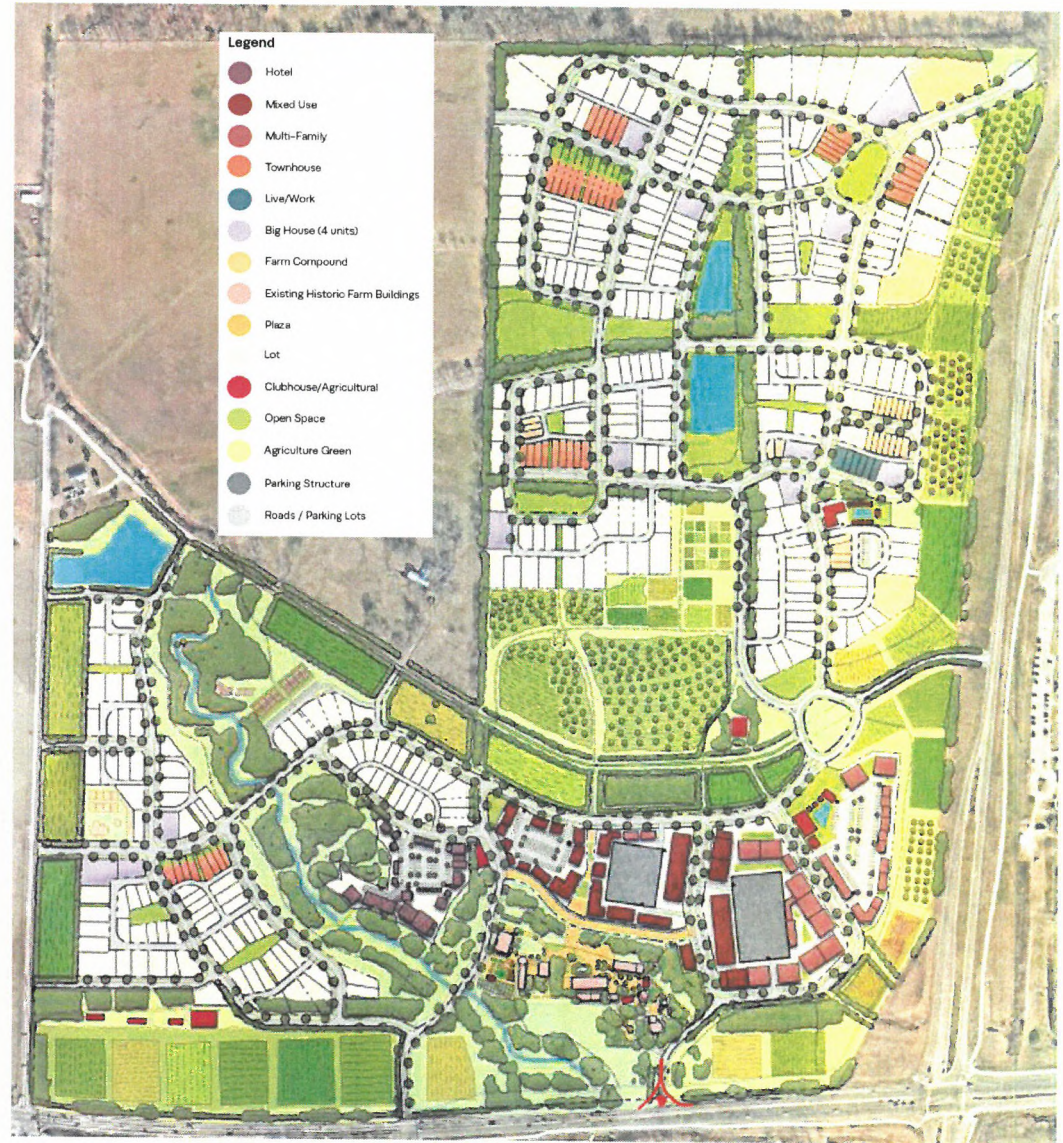 Legend
Hotel
Mixed Use
Multi-Family
Townhouse
Live/Work
Big House (4 units)
Farm Compound
Existing Historic Farm Buildings
Plaza
Lot
Clubhouse/Agricultural
Open Space
Agriculture Green
Parking Structure
Roads / Parking Lots